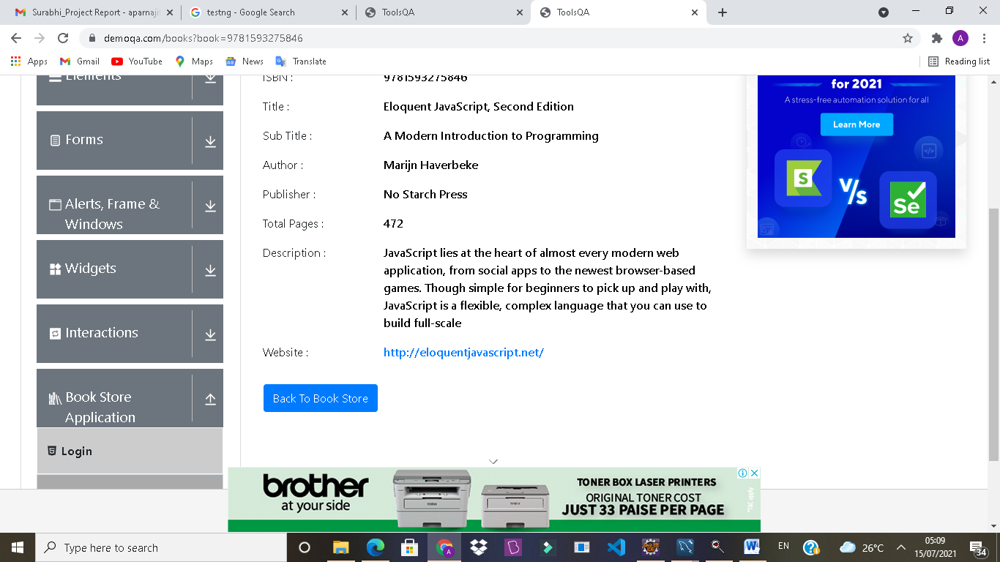 Surabhi_Project Report - aparnaji
testng - Google Search
ToolsQA
ToolsQA
demoqa.com/books?book=9781593275846
A
Apps
Gmail
YouTube
Maps
News
Translate
Reading list
Elements
Forms
Alerts, Frame &
Windows
Widgets
Interactions
Book Store
Application
Login
ISBN :
9781593275846
Title :
Eloquent JavaScript, Second Edition
Sub Title :
A Modern Introduction to Programming
Author :
Marijn Haverbeke
Publisher :
No Starch Press
Total Pages :
472
Description :
JavaScript lies at the heart of almost every modern web
application, from social apps to the newest browser-based
games. Though simple for beginners to pick up and play with,
JavaScript is a flexible, complex language that you can use to
build full-scale
Website :
http://eloquentjavascript.net/
Back To Book Store
for 2021
A stress-free automation solution for all
Learn More
S
V/s
Se
brother
at your side
TONER BOX LASER PRINTERS
ORIGINAL TONER COST
JUST 33 PAISE PER PAGE
*T&C apply
Type here to search
EN
26°C
05:09
15/07/2021
34